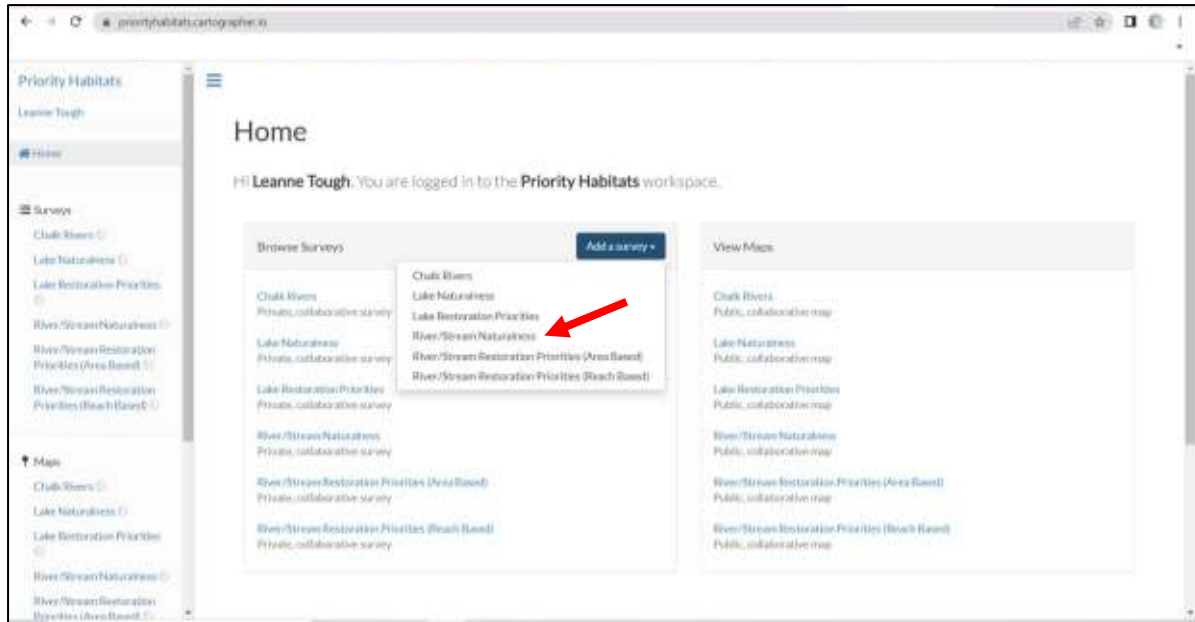 priorityhabitats.cartographer.io
Priority Habitats
Leanne Tough
Home
Surveys
Chalk Rivers
Lake Naturalness
Lake Restoration Priorities
River/Stream Naturalness
River/Stream Restoration
Priorities (Area Based)
River/Stream Restoration
Priorities (Reach Based)
Maps
Chalk Rivers
Lake Naturalness
Lake Restoration Priorities
River/Stream Naturalness
River/Stream Restoration
Priorities (Area Based)
Home
Hi Leanne Tough. You are logged in to the Priority Habitats workspace.
Browse Surveys
Add a survey
Chalk Rivers
Lake Naturalness
Lake Restoration Priorities
River/Stream Naturalness
River/Stream Restoration Priorities (Area Based)
River/Stream Restoration Priorities (Reach Based)
Chalk Rivers
Private, collaborative survey
Lake Naturalness
Private, collaborative survey
Lake Restoration Priorities
Private, collaborative survey
River/Stream Naturalness
Private, collaborative survey
River/Stream Restoration Priorities (Area Based)
Private, collaborative survey
River/Stream Restoration Priorities (Reach Based)
Private, collaborative survey
View Maps
Chalk Rivers
Public, collaborative map
Lake Naturalness
Public, collaborative map
Lake Restoration Priorities
Public, collaborative map
River/Stream Naturalness
Public, collaborative map
River/Stream Restoration Priorities (Area Based)
Public, collaborative map
River/Stream Restoration Priorities (Reach Based)
Public, collaborative map